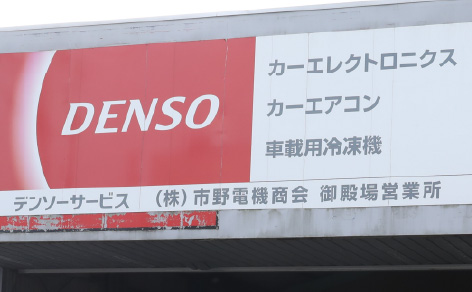 DENSO
カーエレクトロニクス
カーエアコン
車載用冷凍機
デンソーサービス (株)市野電機商会 御殿場営業所